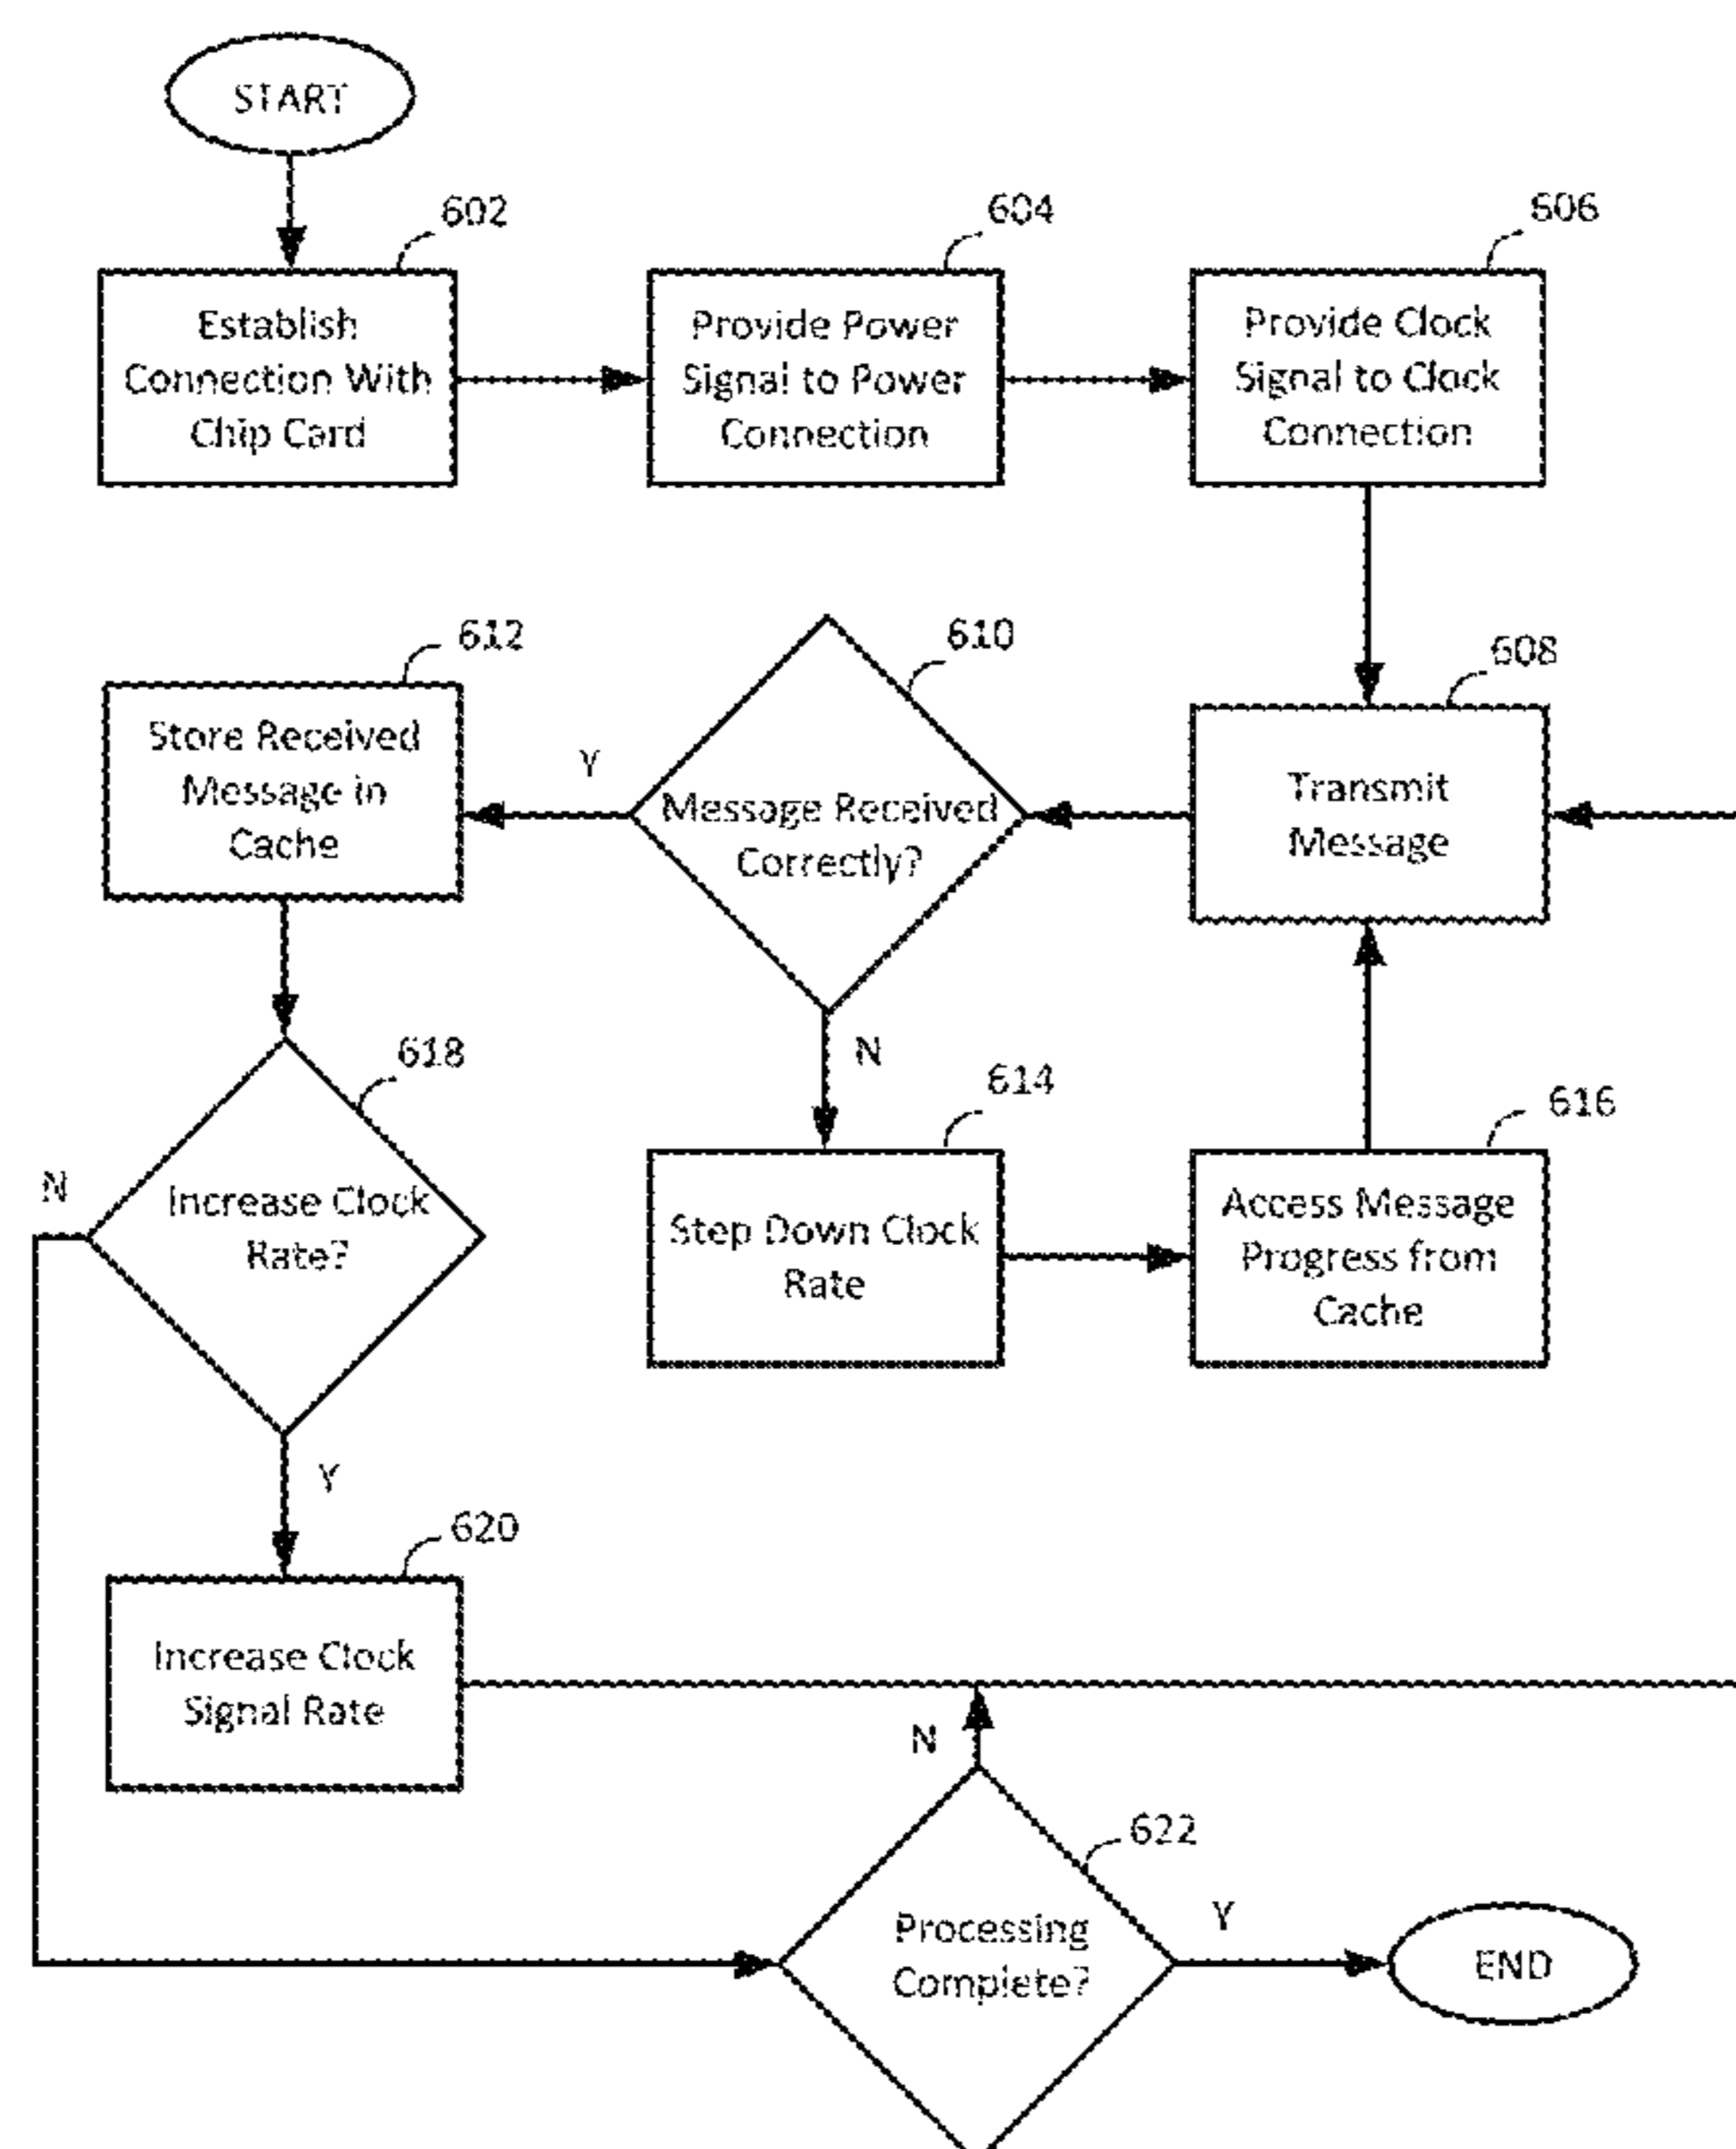 START
602
604
606
Establish
Connection With
Chip Card
Provide Power
Signal to Power
Connection
Provide Clock
Signal to Clock
Connection
612
610
608
Store Received
Message in
Cache
Y
Message Received
Correctly?
Transmit
Message
N
618
614
616
N
Increase Clock
Rate?
Step Down Clock
Rate
Access Message
Progress from
Cache
Y
620
Increase Clock
Signal Rate
N
622
Processing
Complete?
Y
END